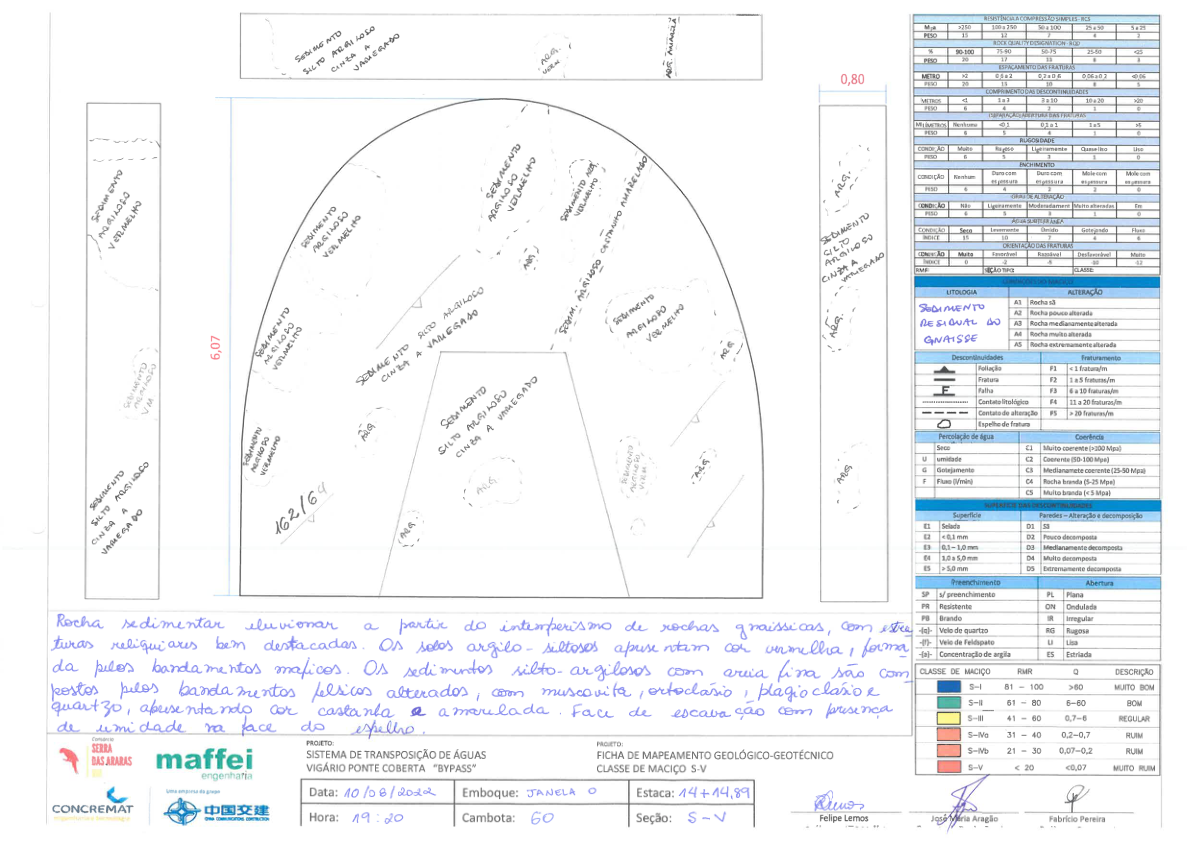 SEDIMENTO
SILTO ARGILOSO
CINZA A
VARIEGADO
ARG.
VERM
ARG. AMARELA
0,80
6,07
SEDIMENTO
ARGILOSO
VERMELHO
SEDIMENTO
ARGILOSO
VM
SEDIMENTO
SILTO ARGILOSO
CINZA A
VARIEGADO
SEDIMENTO
ARGILOSO
VERMELHO
SEDIMENTO
ARGILOSO
VERMELHO
SEDIMENTO ARG.
VERMELHO
SEDIM. ARGILOSO CASTANHO AMARELADO
ARG.
SEDIMENTO
ARGILOSO
VERMELHO
SEDIMENTO SILTO ARGILOSO
CINZA A VARIEGADO
SEDIMENTO
ARGILOSO
VERMELHO
ARG
SEDIMENTO
SILTO ARGILOSO
CINZA A VARIEGADO
ARG
SEDIMENTO
ARGILOSO
VERMELHO
162/64
ARG
ARG
SEDIMENTO
ARGILOSO
VM
ARG
ARG.
SEDIMENTO
SILTO
ARGILOSO
CINZA A
VARIEGADO
ARG.
ARG
RESISTÊNCIA À COMPRESSÃO SIMPLES - RCS
Mpa >250 100 a 250 50 a 100 25 a 50 5 a 25
PESO 15 12 7 4 2
ROCK QUALITY DESIGNATION - RQD
% 90-100 75-90 50-75 25-50 <25
PESO 20 17 13 8 3
ESPAÇAMENTO DAS FRATURAS
METRO >2 0,6 a 2 0,2 a 0,6 0,06 a 0,2 <0,06
PESO 20 15 10 8 5
COMPRIMENTO DAS DESCONTINUIDADES
METROS <1 1 a 3 3 a 10 10 a 20 >20
PESO 6 4 2 1 0
SEPARAÇÃO/ABERTURA DAS FRATURAS
MILÍMETROS Nenhuma <0,1 0,1 a 1 1 a 5 >5
PESO 6 5 4 1 0
RUGOSIDADE
CONDIÇÃO Muito Rugoso Ligeiramente Quase liso Liso
PESO 6 5 3 1 0
ENCHIMENTO
CONDIÇÃO Nenhum Duro com espessura Duro com espessura Mole com espessura Mole com espessura
PESO 6 4 2 2 0
GRAU DE ALTERAÇÃO
CONDIÇÃO Não Ligeiramente Moderadament Muito alteradas Em
PESO 6 5 3 1 0
ÁGUA SUBTERRÂNEA
CONDIÇÃO Seco Levemente Úmido Gotejando Fluxo
ÍNDICE 15 10 7 4 0
ORIENTAÇÃO DAS FRATURAS
CONDIÇÃO Muito Favorável Razoável Desfavorável Muito
ÍNDICE 0 -2 -5 -10 -12
RMR: SEÇÃO TIPO: CLASSE:
LITOLOGIA ALTERAÇÃO
SEDIMENTO
RESIDUAL DO
GNAISSE
A1 Rocha sã
A2 Rocha pouco alterada
A3 Rocha medianamente alterada
A4 Rocha muito alterada
A5 Rocha extremamente alterada
Descontinuidades Fraturamento
Foliação F1 < 1 fratura/m
Fratura F2 1 a 5 fraturas/m
F Falha F3 6 a 10 fraturas/m
Contato litológico F4 11 a 20 fraturas/m
Contato de alteração F5 > 20 fraturas/m
Espelho de fratura
Percolação de água Coerência
Seco C1 Muito coerente (>100 Mpa)
U umidade C2 Coerente (50-100 Mpa)
G Gotejamento C3 Medianamete coerente (25-50 Mpa)
F Fluxo (l/min) C4 Rocha branda (5-25 Mpa)
C5 Muito branda (< 5 Mpa)
SUPERFÍCIE DAS DESCONTINUIDADES
Superfície Paredes – Alteração e decomposição
E1 Selada D1 Sã
E2 < 0,1 mm D2 Pouco decomposta
E3 0,1 – 1,0 mm D3 Medianamente decomposta
E4 1,0 a 5,0 mm D4 Muito decomposta
E5 > 5,0 mm D5 Extremamente decomposta
Preenchimento Abertura
SP s/ preenchimento PL Plana
PR Resistente ON Ondulada
PB Brando IR Irregular
-(q)- Veio de quartzo RG Rugosa
-(f)- Veio de Feldspato LI Lisa
-(a)- Concentração de argila ES Estriada
CLASSE DE MACIÇO RMR Q DESCRIÇÃO
S-I 81 – 100 >60 MUITO BOM
S-II 61 – 80 6-60 BOM
S-III 41 – 60 0,7-6 REGULAR
S-IVa 31 – 40 0,2-0,7 RUIM
S-IVb 21 – 30 0,07-0,2 RUIM
S-V < 20 <0,07 MUITO RUIM
Rocha sedimentar eluvionar a partir do intemperismo de rochas gnaissicas, com estru
turas reliquiares bem destacadas. Os solos argilo-siltosos apresentam cor vermelha, forma
da pelos bandamentos maficos. Os sedimentos silto-argilosos com areia fina são com
postos pelos bandamentos felsicos alterados, com muscovita, ortoclasio, plagioclasio e
quartzo, apresentando cor castanha e amarelada. Face de escavação com presença
de umidade na face do espelho.
Consórcio
SERRA
DAS ARARAS
maffei
engenharia
CONCREMAT
engenharia e tecnologia
Uma empresa do grupo
中国交建
CHINA COMMUNICATIONS CONSTRUCTION
PROJETO:
SISTEMA DE TRANSPOSIÇÃO DE ÁGUAS
VIGÁRIO PONTE COBERTA "BYPASS"
PROJETO:
FICHA DE MAPEAMENTO GEOLÓGICO-GEOTÉCNICO
CLASSE DE MACIÇO S-V
Data: 10/08/2022 Emboque: JANELA O Estaca: 14+14,89
Hora: 19:20 Cambota: 60 Seção: S-V
Felipe Lemos
José Maria Aragão
Fabrício Pereira